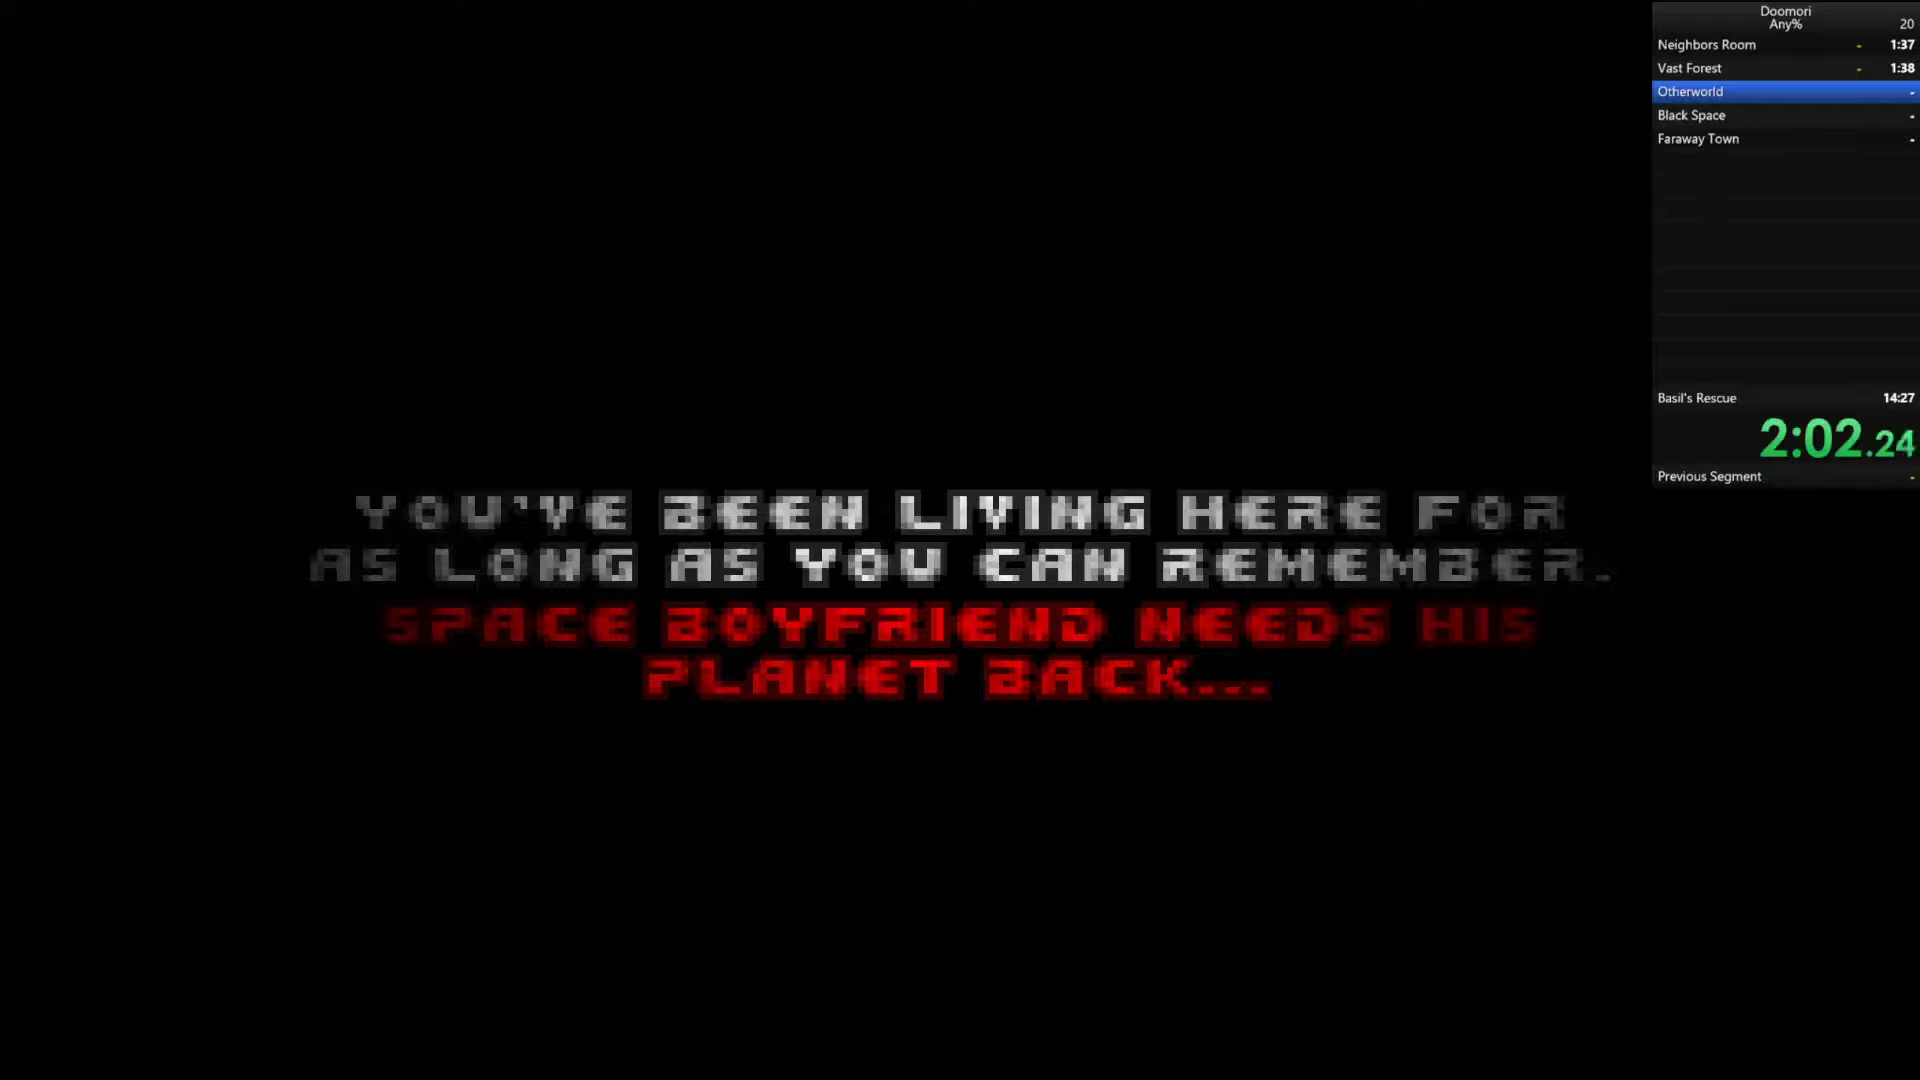 Doomori
Any%
20
Neighbors Room - 1:37
Vast Forest - 1:38
Otherworld -
Black Space -
Faraway Town -
Basil's Rescue 14:27
2:02.24
Previous Segment -
YOU'VE BEEN LIVING HERE FOR
AS LONG AS YOU CAN REMEMBER.
SPACE BOYFRIEND NEEDS HIS
PLANET BACK...